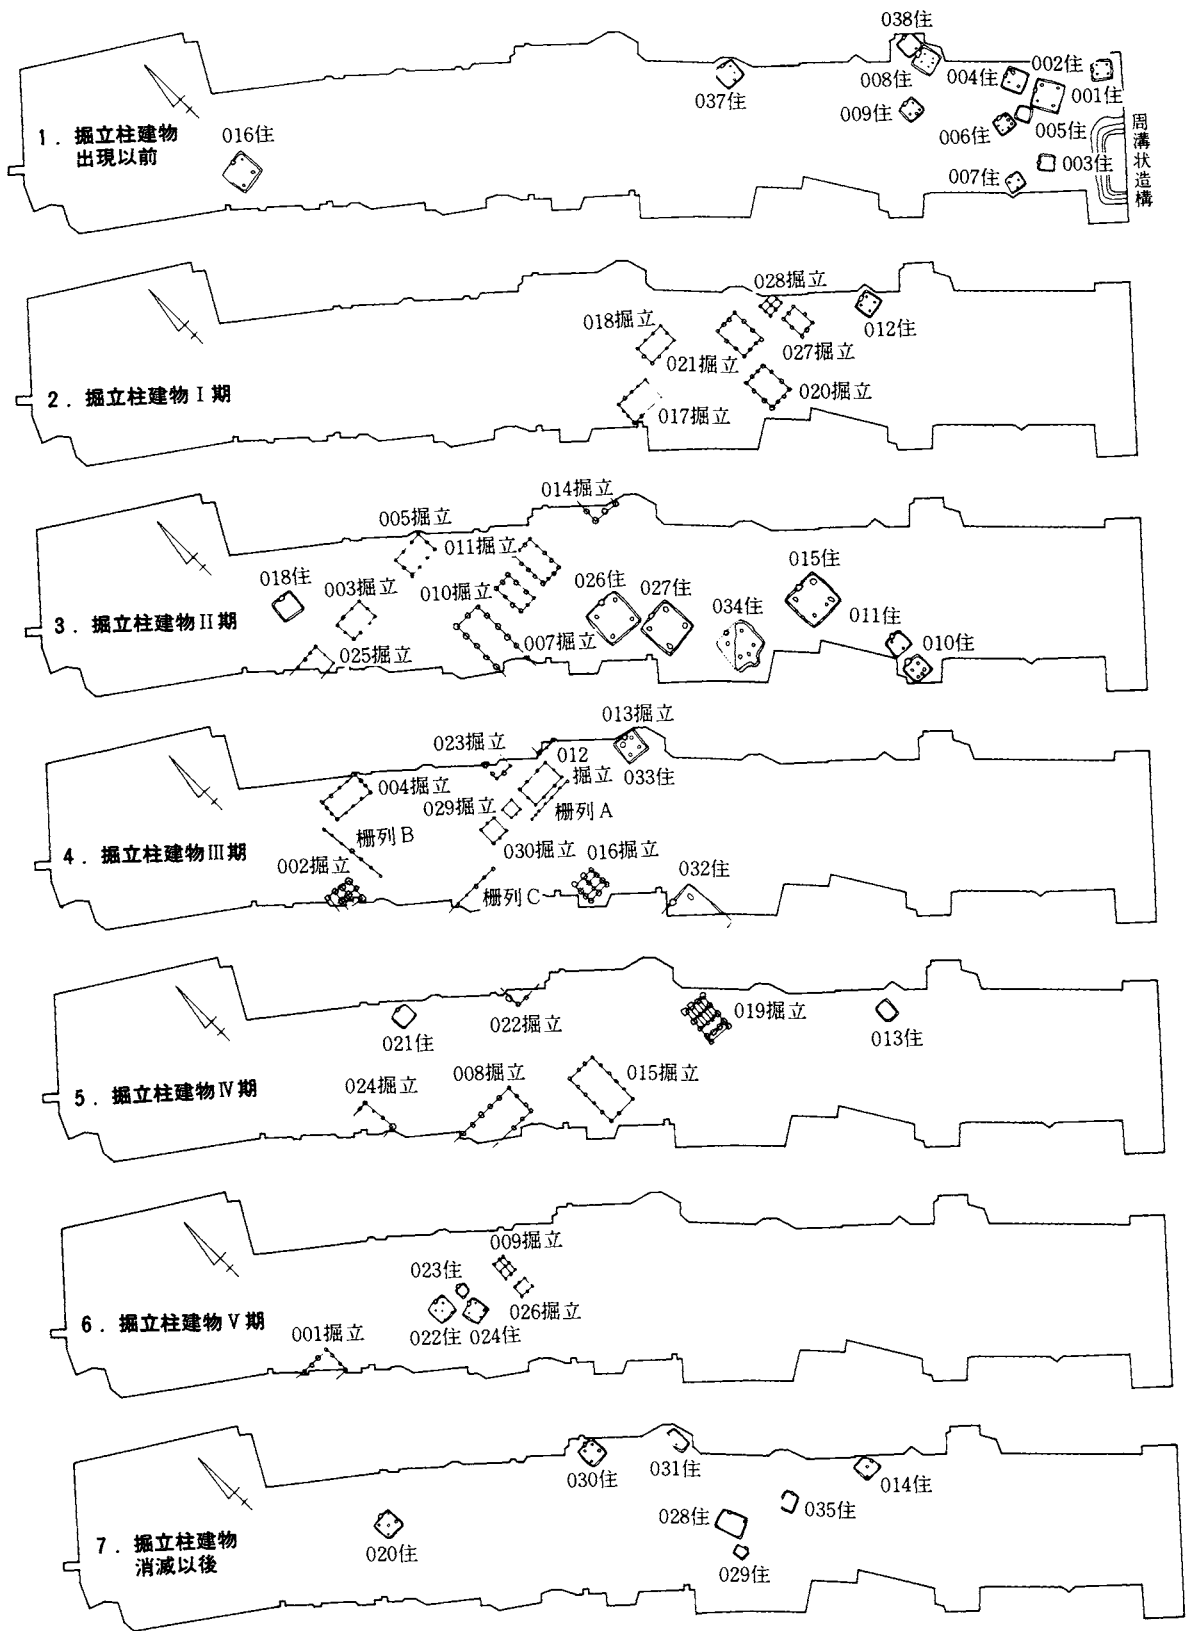 038住
002住
008住
004住
037住
001住
009住
016住
006住
005住
周溝状造構
1．掘立柱建物
出現以前
003住
007住
028掘立
018掘立
012住
021掘立
027掘立
2．掘立柱建物Ⅰ期
020掘立
017掘立
014掘立
005掘立
011掘立
018住
003掘立
010掘立
026住
027住
015住
034住
011住
3．掘立柱建物Ⅱ期
007掘立
010住
025掘立
013掘立
023掘立
012
掘立
033住
004掘立
029掘立
柵列A
柵列B
4．掘立柱建物Ⅲ期
030掘立
016掘立
002掘立
032住
柵列C
019掘立
022掘立
013住
021住
024掘立
008掘立
015掘立
5．掘立柱建物Ⅳ期
009掘立
023住
026掘立
6．掘立柱建物Ⅴ期
001掘立
022住
024住
030住
031住
014住
035住
028住
7．掘立柱建物
消滅以後
020住
029住